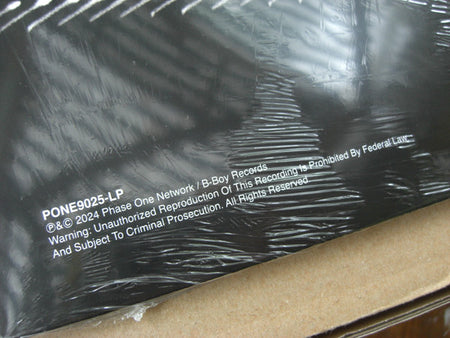 PONE9025-LP
℗&© 2024 Phase One Network / B-Boy Records
Warning: Unauthorized Reproduction Of This Recording Is Prohibited By Federal Law
And Subject To Criminal Prosecution. All Rights Reserved